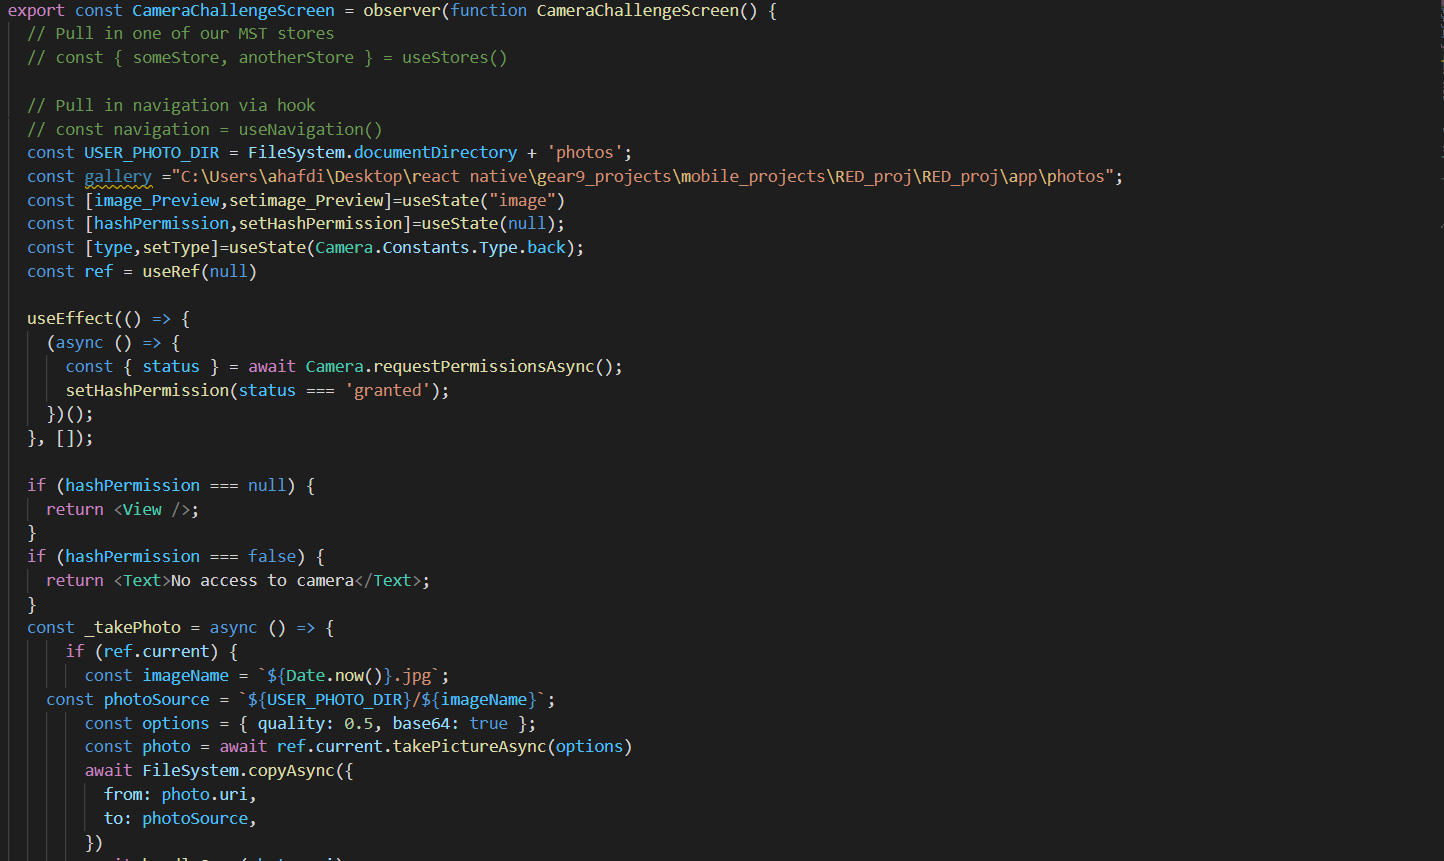 export const CameraChallengeScreen = observer(function CameraChallengeScreen() {
// Pull in one of our MST stores
// const { someStore, anotherStore } = useStores()
// Pull in navigation via hook
// const navigation = useNavigation()
const USER_PHOTO_DIR = FileSystem.documentDirectory + 'photos';
const gallery ="C:\Users\ahafdi\Desktop\react native\gear9_projects\mobile_projects\RED_proj\RED_proj\app\photos";
const [image_Preview,setimage_Preview]=useState("image")
const [hashPermission,setHashPermission]=useState(null);
const [type,setType]=useState(Camera.Constants.Type.back);
const ref = useRef(null)
useEffect(() => {
(async () => {
const { status } = await Camera.requestPermissionsAsync();
setHashPermission(status === 'granted');
})();
}, []);
if (hashPermission === null) {
return <View />;
}
if (hashPermission === false) {
return <Text>No access to camera</Text>;
}
const _takePhoto = async () => {
if (ref.current) {
const imageName = `${Date.now()}.jpg`;
const photoSource = `${USER_PHOTO_DIR}/${imageName}`;
const options = { quality: 0.5, base64: true };
const photo = await ref.current.takePictureAsync(options)
await FileSystem.copyAsync({
from: photo.uri,
to: photoSource,
})